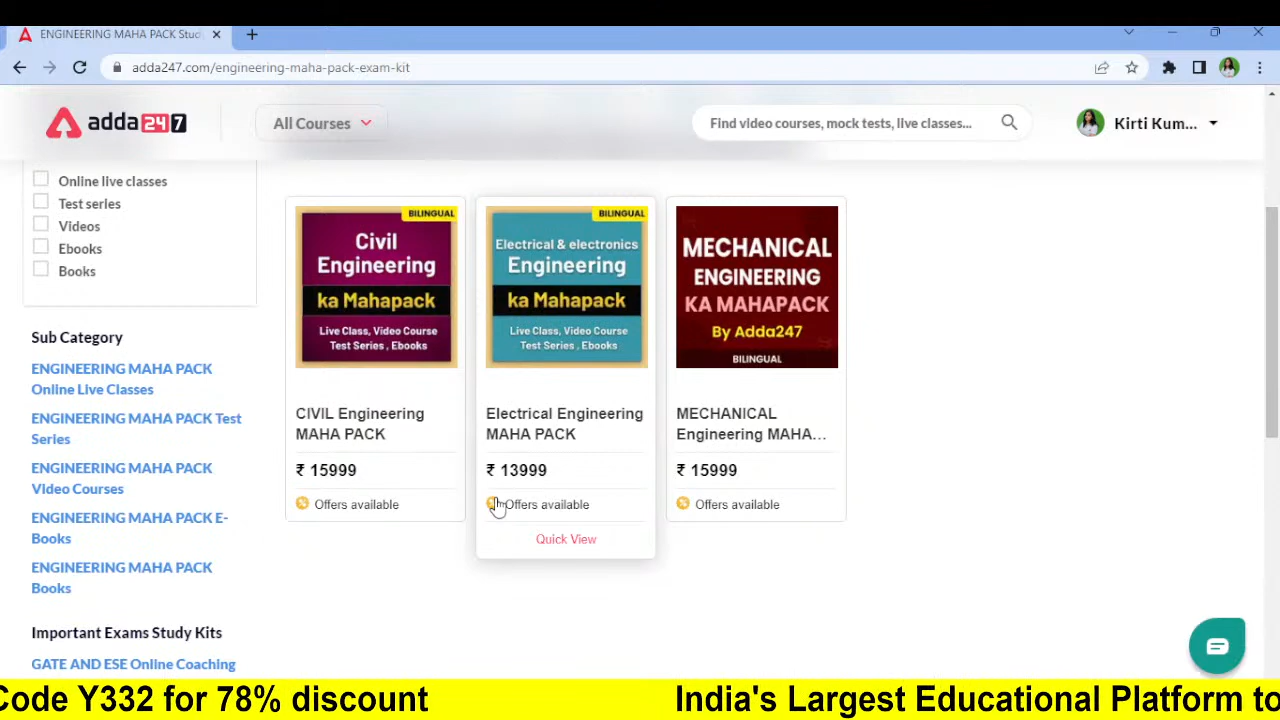 ENGINEERING MAHA PACK Stud
adda247.com/engineering-maha-pack-exam-kit
adda247
All Courses
Find video courses, mock tests, live classes...
Kirti Kum...
Online live classes
Test series
Videos
Ebooks
Books
Sub Category
ENGINEERING MAHA PACK
Online Live Classes
ENGINEERING MAHA PACK Test
Series
ENGINEERING MAHA PACK
Video Courses
ENGINEERING MAHA PACK E-
Books
ENGINEERING MAHA PACK
Books
Important Exams Study Kits
GATE AND ESE Online Coaching
BILINGUAL
Civil
Engineering
ka Mahapack
Live Class, Video Course
Test Series , Ebooks
CIVIL Engineering
MAHA PACK
₹ 15999
Offers available
BILINGUAL
Electrical & electronics
Engineering
ka Mahapack
Live Class, Video Course
Test Series , Ebooks
Electrical Engineering
MAHA PACK
₹ 13999
Offers available
Quick View
MECHANICAL
ENGINEERING
KA MAHAPACK
By Adda247
BILINGUAL
MECHANICAL
Engineering MAHA...
₹ 15999
Offers available
Code Y332 for 78% discount
India's Largest Educational Platform to